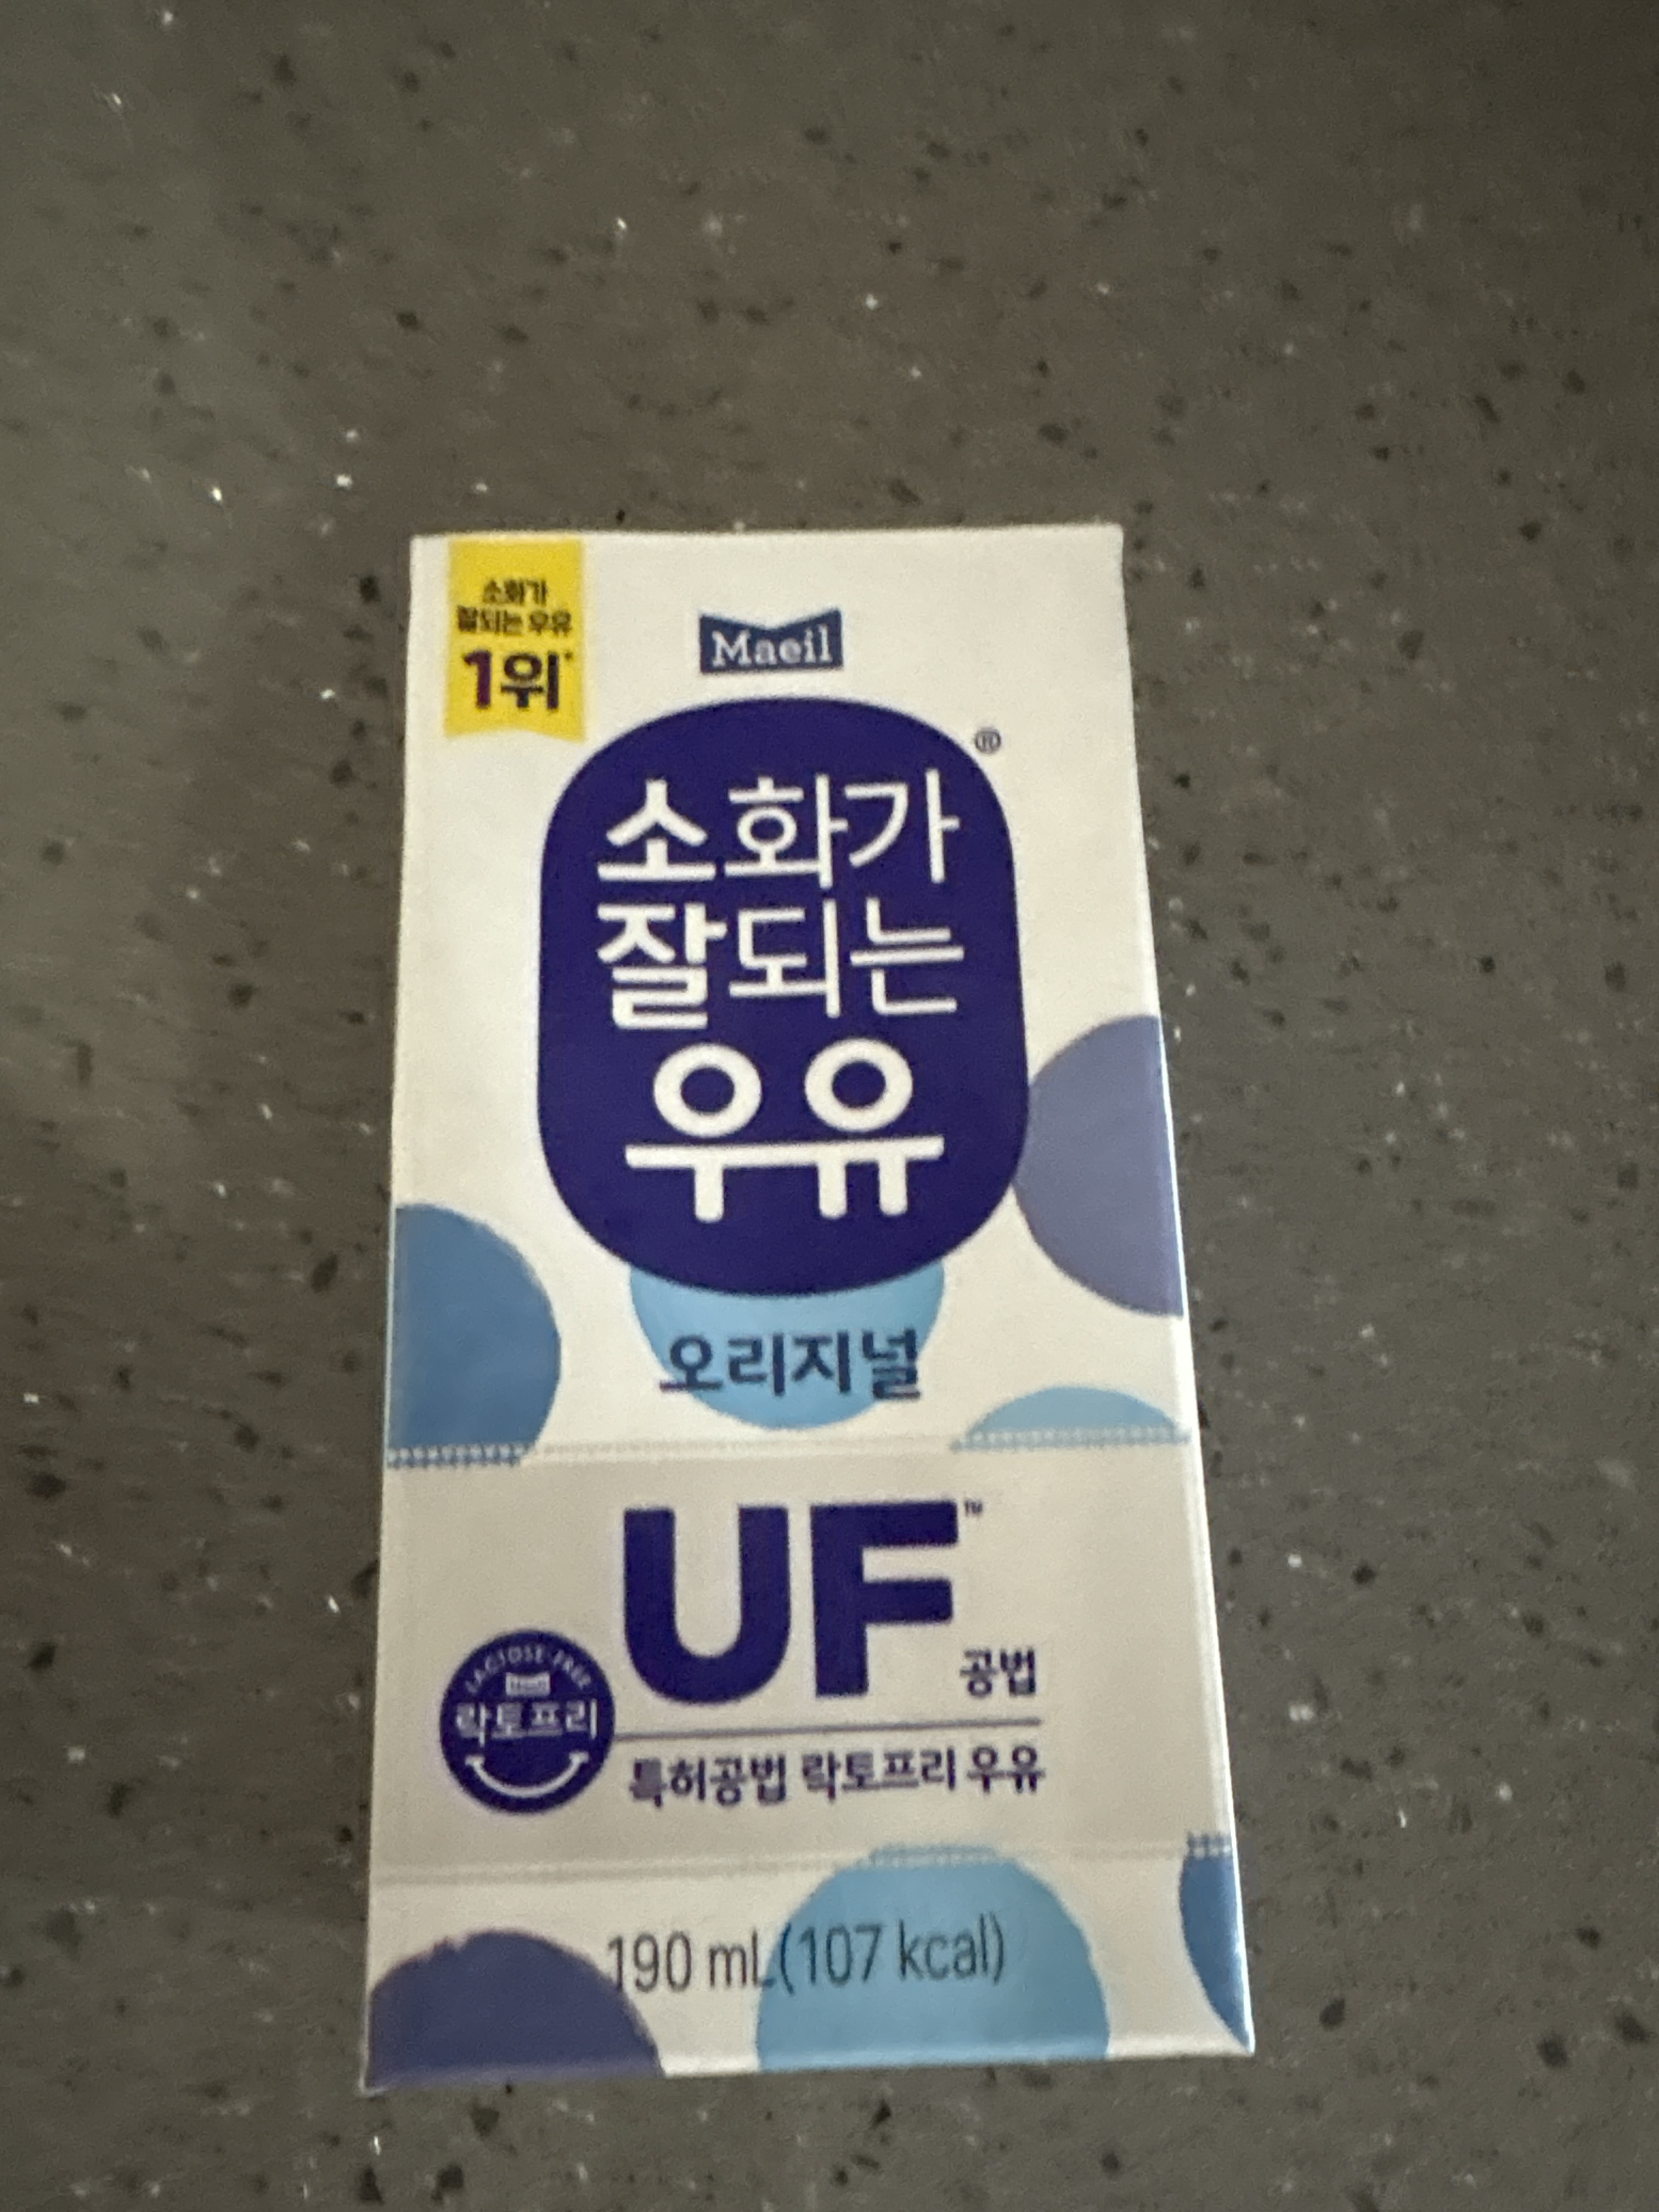 소화가
잘되는 우유
1위*
Maeil
®
소화가
잘되는
우유
오리지널
UF™
공법
LACTOSE-FREE
락토프리
특허공법 락토프리 우유
190 mL(107 kcal)